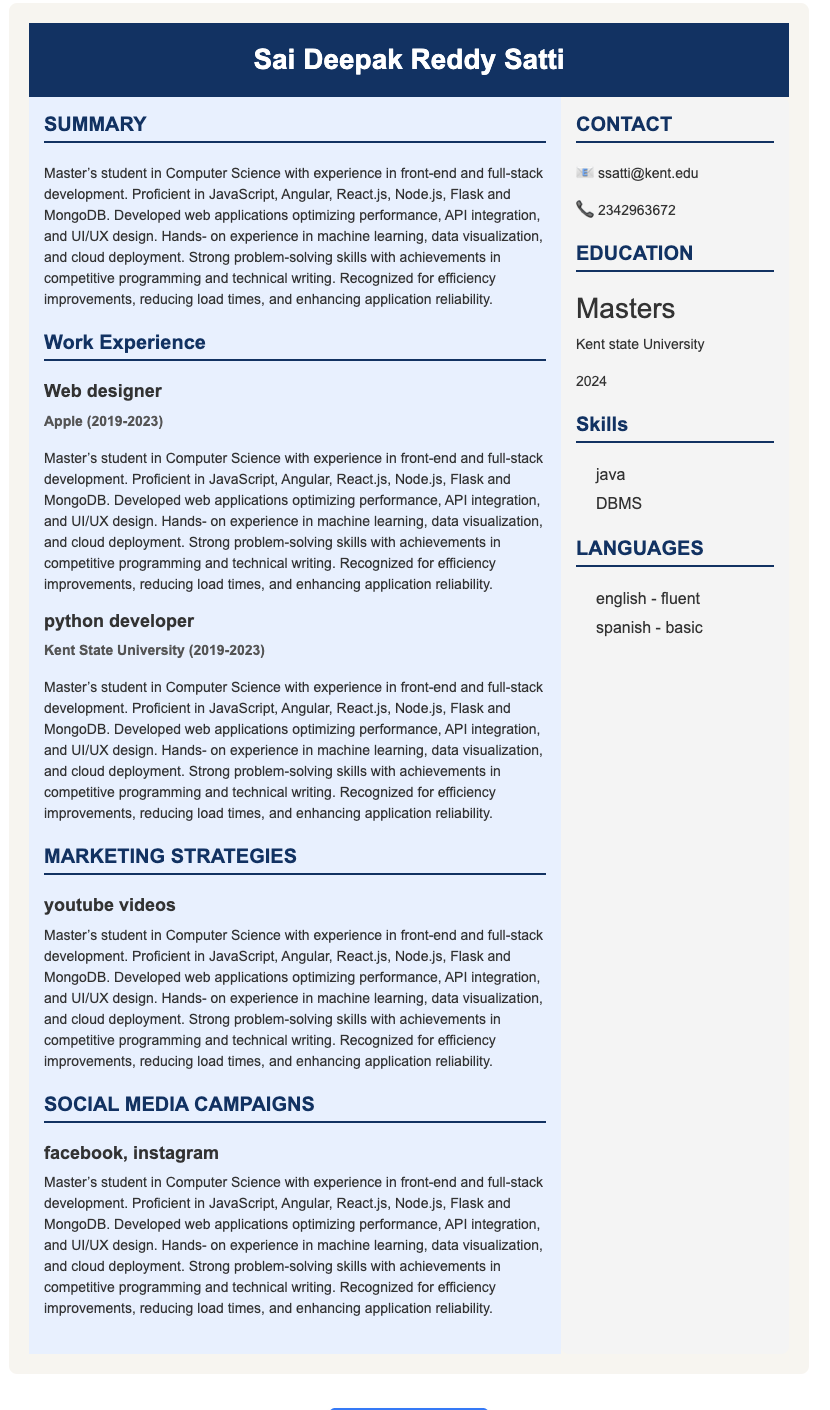 Sai Deepak Reddy Satti
SUMMARY
Master’s student in Computer Science with experience in front-end and full-stack
development. Proficient in JavaScript, Angular, React.js, Node.js, Flask and
MongoDB. Developed web applications optimizing performance, API integration,
and UI/UX design. Hands- on experience in machine learning, data visualization,
and cloud deployment. Strong problem-solving skills with achievements in
competitive programming and technical writing. Recognized for efficiency
improvements, reducing load times, and enhancing application reliability.
Work Experience
Web designer
Apple (2019-2023)
Master’s student in Computer Science with experience in front-end and full-stack
development. Proficient in JavaScript, Angular, React.js, Node.js, Flask and
MongoDB. Developed web applications optimizing performance, API integration,
and UI/UX design. Hands- on experience in machine learning, data visualization,
and cloud deployment. Strong problem-solving skills with achievements in
competitive programming and technical writing. Recognized for efficiency
improvements, reducing load times, and enhancing application reliability.
python developer
Kent State University (2019-2023)
Master’s student in Computer Science with experience in front-end and full-stack
development. Proficient in JavaScript, Angular, React.js, Node.js, Flask and
MongoDB. Developed web applications optimizing performance, API integration,
and UI/UX design. Hands- on experience in machine learning, data visualization,
and cloud deployment. Strong problem-solving skills with achievements in
competitive programming and technical writing. Recognized for efficiency
improvements, reducing load times, and enhancing application reliability.
MARKETING STRATEGIES
youtube videos
Master’s student in Computer Science with experience in front-end and full-stack
development. Proficient in JavaScript, Angular, React.js, Node.js, Flask and
MongoDB. Developed web applications optimizing performance, API integration,
and UI/UX design. Hands- on experience in machine learning, data visualization,
and cloud deployment. Strong problem-solving skills with achievements in
competitive programming and technical writing. Recognized for efficiency
improvements, reducing load times, and enhancing application reliability.
SOCIAL MEDIA CAMPAIGNS
facebook, instagram
Master’s student in Computer Science with experience in front-end and full-stack
development. Proficient in JavaScript, Angular, React.js, Node.js, Flask and
MongoDB. Developed web applications optimizing performance, API integration,
and UI/UX design. Hands- on experience in machine learning, data visualization,
and cloud deployment. Strong problem-solving skills with achievements in
competitive programming and technical writing. Recognized for efficiency
improvements, reducing load times, and enhancing application reliability.
CONTACT
📧 ssatti@kent.edu
📞 2342963672
EDUCATION
Masters
Kent state University
2024
Skills
java
DBMS
LANGUAGES
english - fluent
spanish - basic